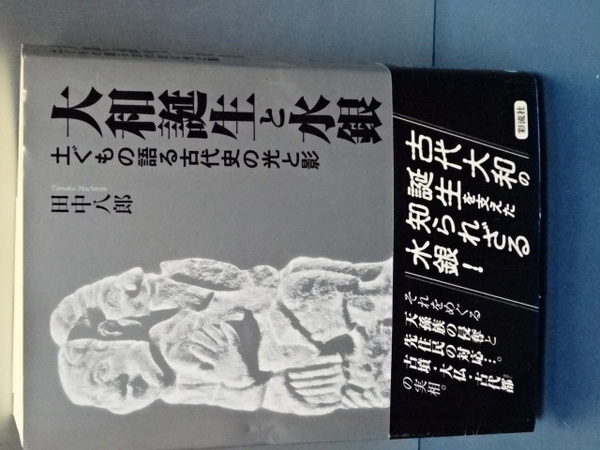 大和誕生と水銀
土ぐもの語る古代史の光と影
Tanaka Hachirou
田中八郎
彩流社
古代大和の
誕生を支えた
知られざる
水銀!
それをめぐる
天孫族の侵奪と
先住民の対応…。
古墳・大仏・古代都
の実相。